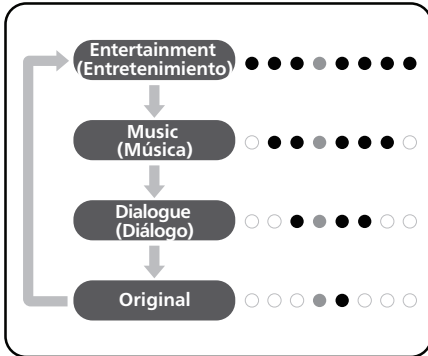 Entertainment
(Entretenimiento)
Music
(Música)
Dialogue
(Diálogo)
Original